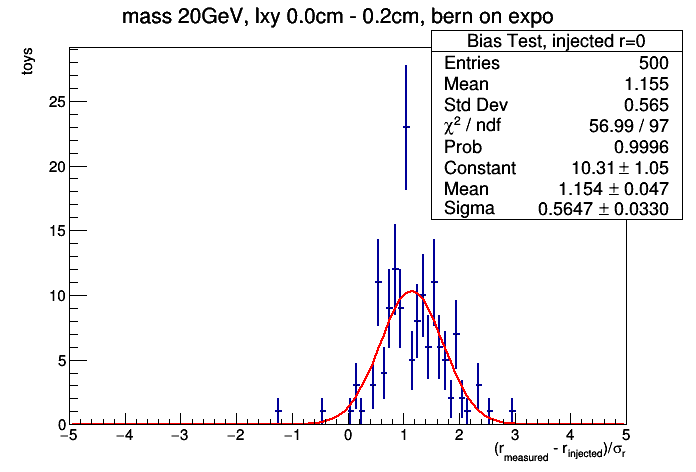 mass 20GeV, lxy 0.0cm - 0.2cm, bern on expo
Bias Test, injected r=0
Entries 500
Mean 1.155
Std Dev 0.565
χ² / ndf 56.99 / 97
Prob 0.9996
Constant 10.31 ± 1.05
Mean 1.154 ± 0.047
Sigma 0.5647 ± 0.0330
toys
25
20
15
10
5
0
−5 −4 −3 −2 −1 0 1 2 3 4 5
(r_measured - r_injected)/σ_r